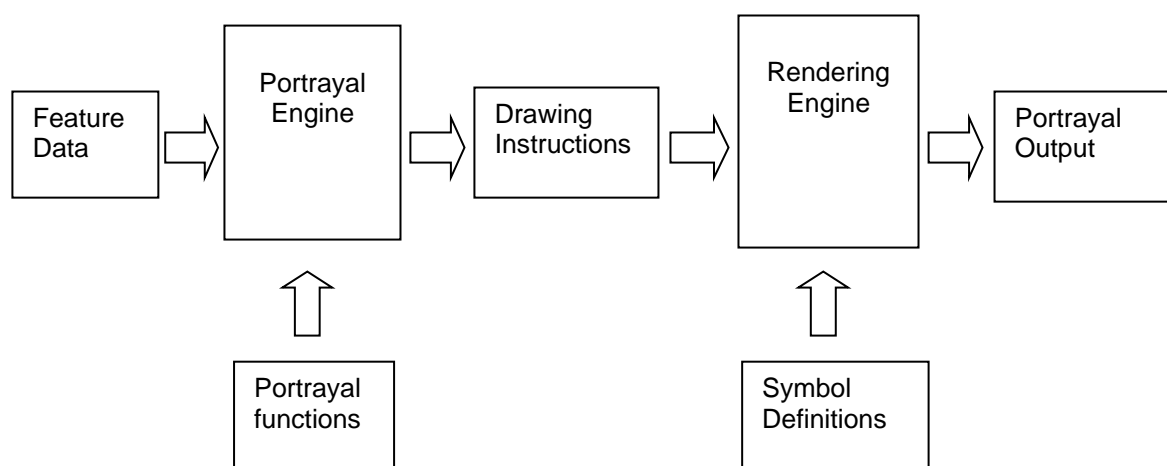 Feature
Data
Portrayal
Engine
Drawing
Instructions
Rendering
Engine
Portrayal
Output
Portrayal
functions
Symbol
Definitions